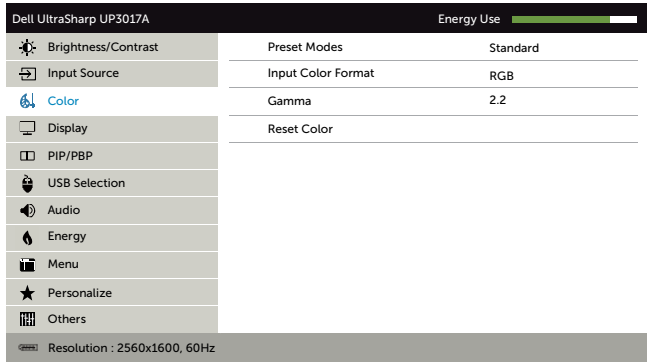 Dell UltraSharp UP3017A Energy Use
Brightness/Contrast Preset Modes Standard
Input Source Input Color Format RGB
Color Gamma 2.2
Display Reset Color
PIP/PBP
USB Selection
Audio
Energy
Menu
Personalize
Others
Resolution : 2560x1600, 60Hz